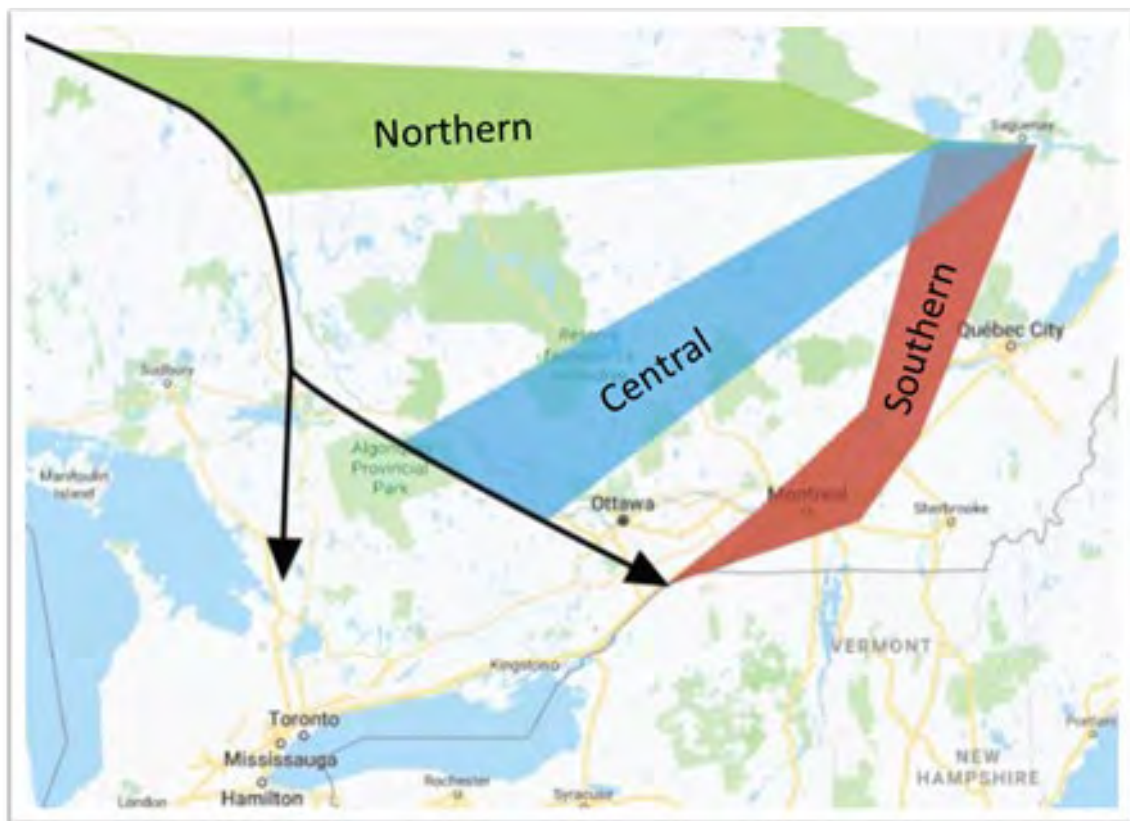 Northern
Saguenay
Central
Southern
Québec City
Sudbury
Algonquin
Provincial
Park
Manitoulin
Island
Ottawa
Montreal
Sherbrooke
VERMONT
Kingston
Toronto
Mississauga
Hamilton
London
Rochester
Syracuse
NEW
HAMPSHIRE
Portland